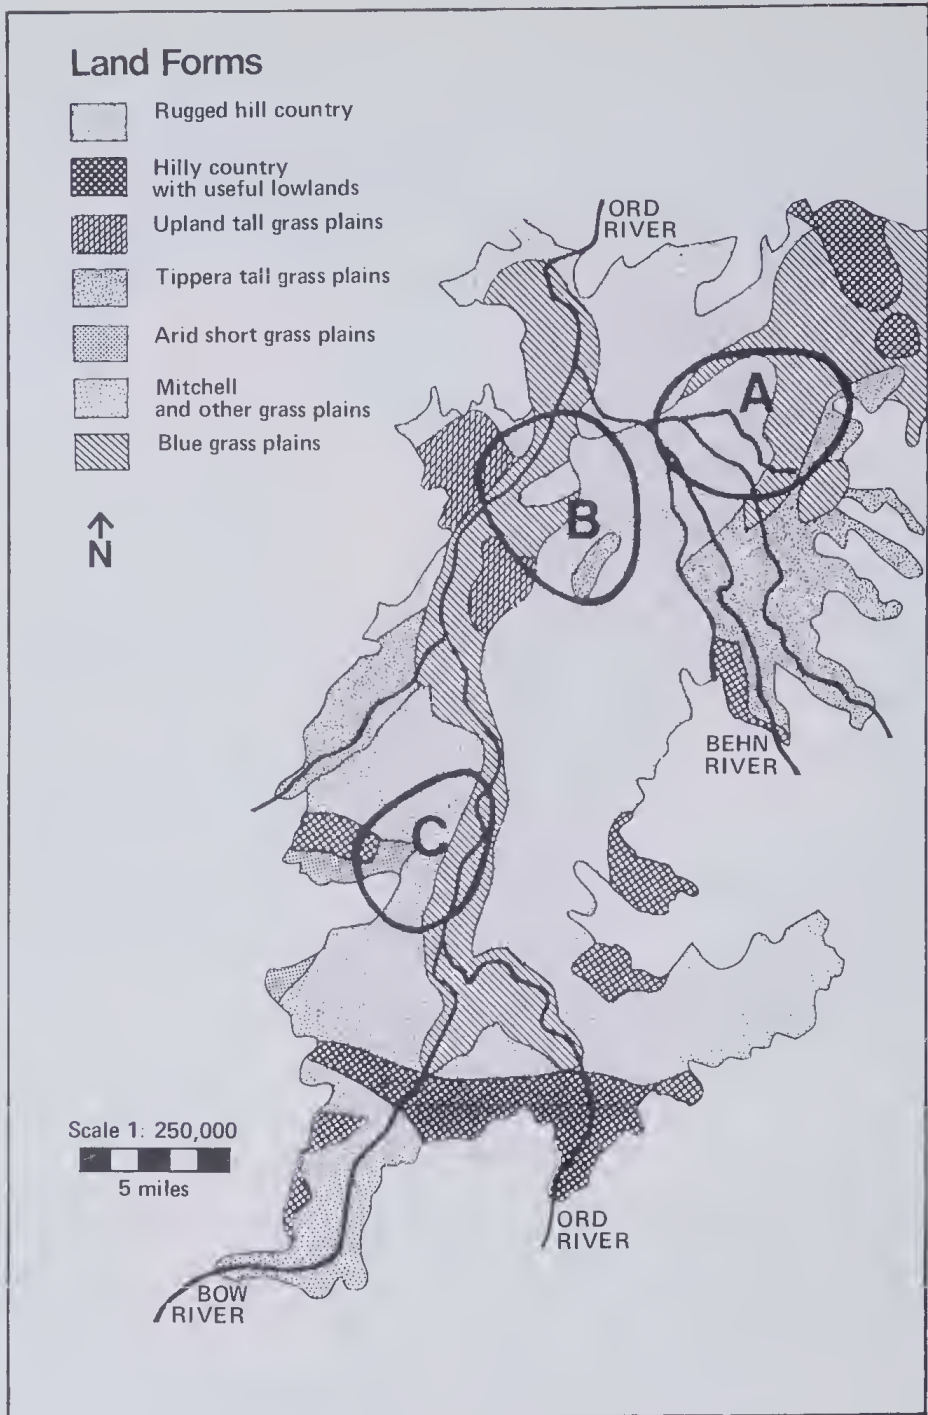 Land Forms
Rugged hill country
Hilly country
with useful lowlands
Upland tall grass plains
Tippera tall grass plains
Arid short grass plains
Mitchell
and other grass plains
Blue grass plains
N
ORD
RIVER
A
B
BEHN
RIVER
C
Scale 1: 250,000
5 miles
ORD
RIVER
BOW
RIVER